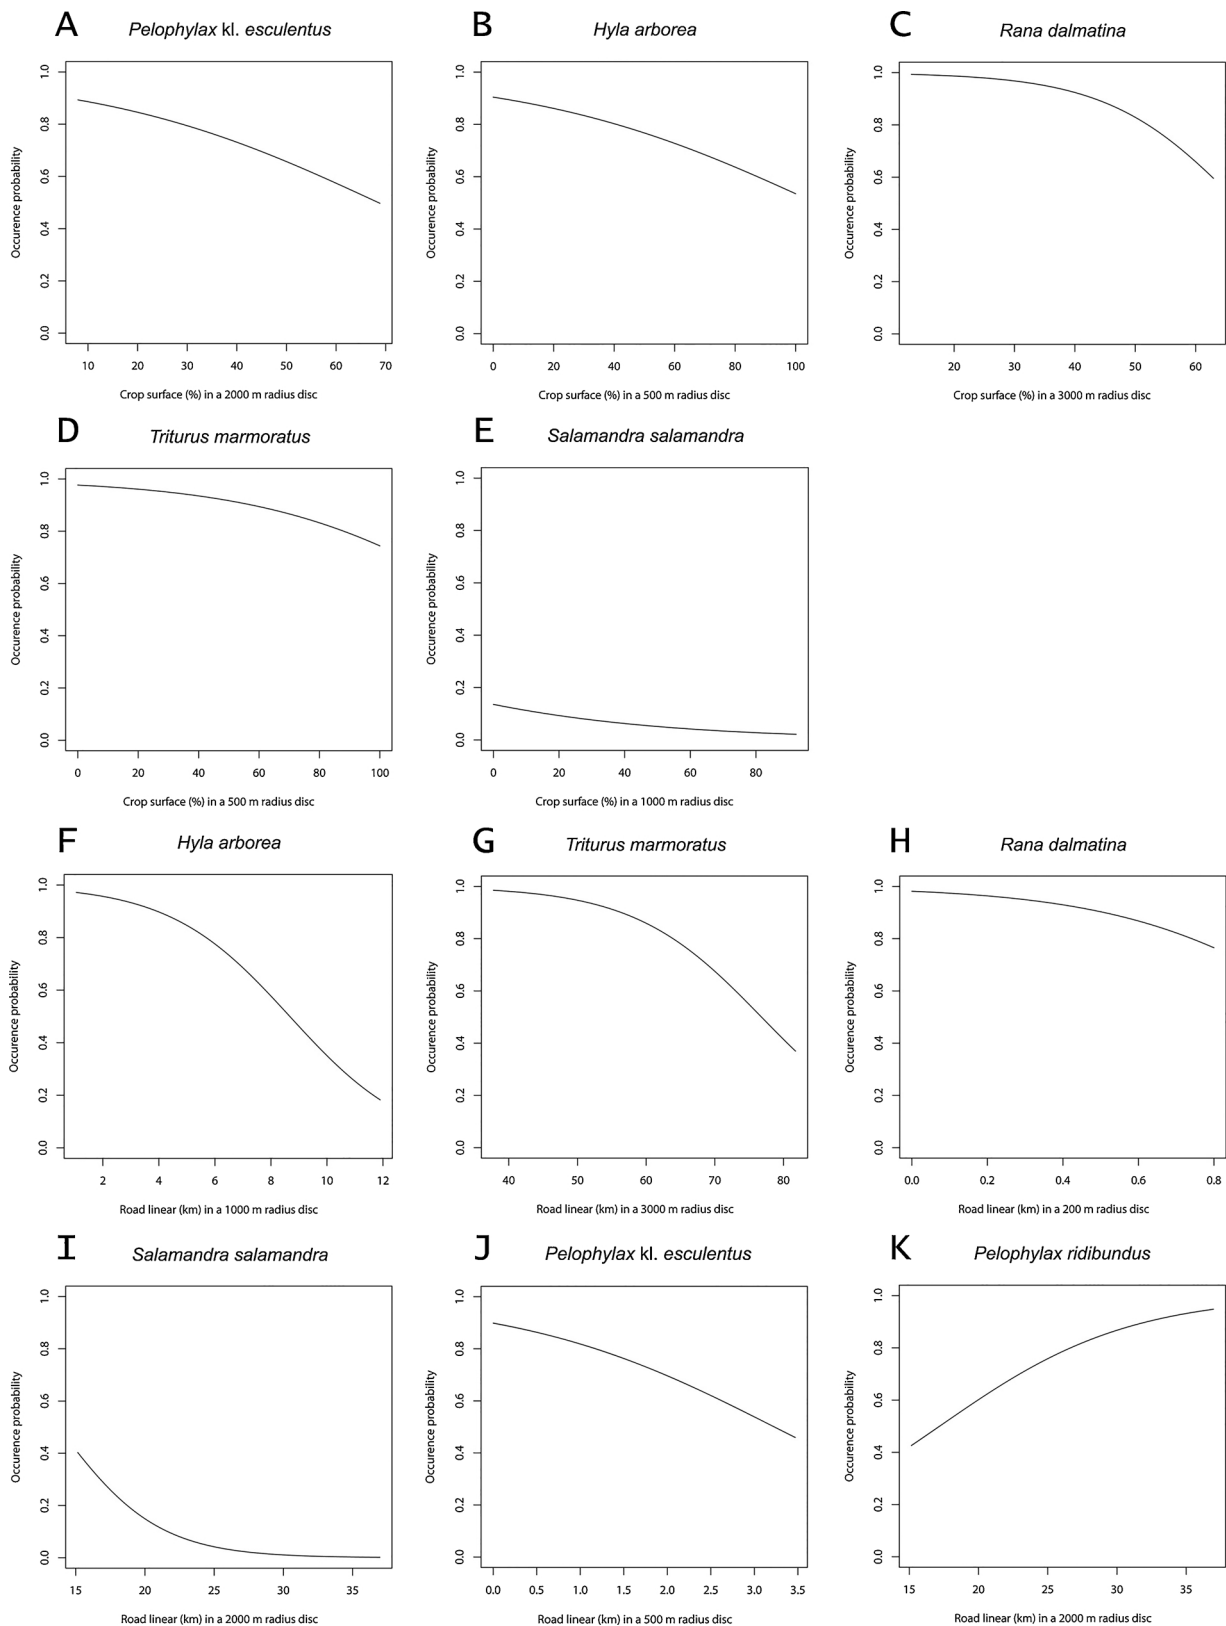 A
Pelophylax kl. esculentus
Occurence probability
1.0
0.8
0.6
0.4
0.2
0.0
10 20 30 40 50 60 70
Crop surface (%) in a 2000 m radius disc
B
Hyla arborea
Occurence probability
1.0
0.8
0.6
0.4
0.2
0.0
0 20 40 60 80 100
Crop surface (%) in a 500 m radius disc
C
Rana dalmatina
Occurence probability
1.0
0.8
0.6
0.4
0.2
0.0
20 30 40 50 60
Crop surface (%) in a 3000 m radius disc
D
Triturus marmoratus
Occurence probability
1.0
0.8
0.6
0.4
0.2
0.0
0 20 40 60 80 100
Crop surface (%) in a 500 m radius disc
E
Salamandra salamandra
Occurence probability
1.0
0.8
0.6
0.4
0.2
0.0
0 20 40 60 80
Crop surface (%) in a 1000 m radius disc
F
Hyla arborea
Occurence probability
1.0
0.8
0.6
0.4
0.2
0.0
2 4 6 8 10 12
Road linear (km) in a 1000 m radius disc
G
Triturus marmoratus
Occurence probability
1.0
0.8
0.6
0.4
0.2
0.0
40 50 60 70 80
Road linear (km) in a 3000 m radius disc
H
Rana dalmatina
Occurence probability
1.0
0.8
0.6
0.4
0.2
0.0
0.0 0.2 0.4 0.6 0.8
Road linear (km) in a 200 m radius disc
I
Salamandra salamandra
Occurence probability
1.0
0.8
0.6
0.4
0.2
0.0
15 20 25 30 35
Road linear (km) in a 2000 m radius disc
J
Pelophylax kl. esculentus
Occurence probability
1.0
0.8
0.6
0.4
0.2
0.0
0.0 0.5 1.0 1.5 2.0 2.5 3.0 3.5
Road linear (km) in a 500 m radius disc
K
Pelophylax ridibundus
Occurence probability
1.0
0.8
0.6
0.4
0.2
0.0
15 20 25 30 35
Road linear (km) in a 2000 m radius disc